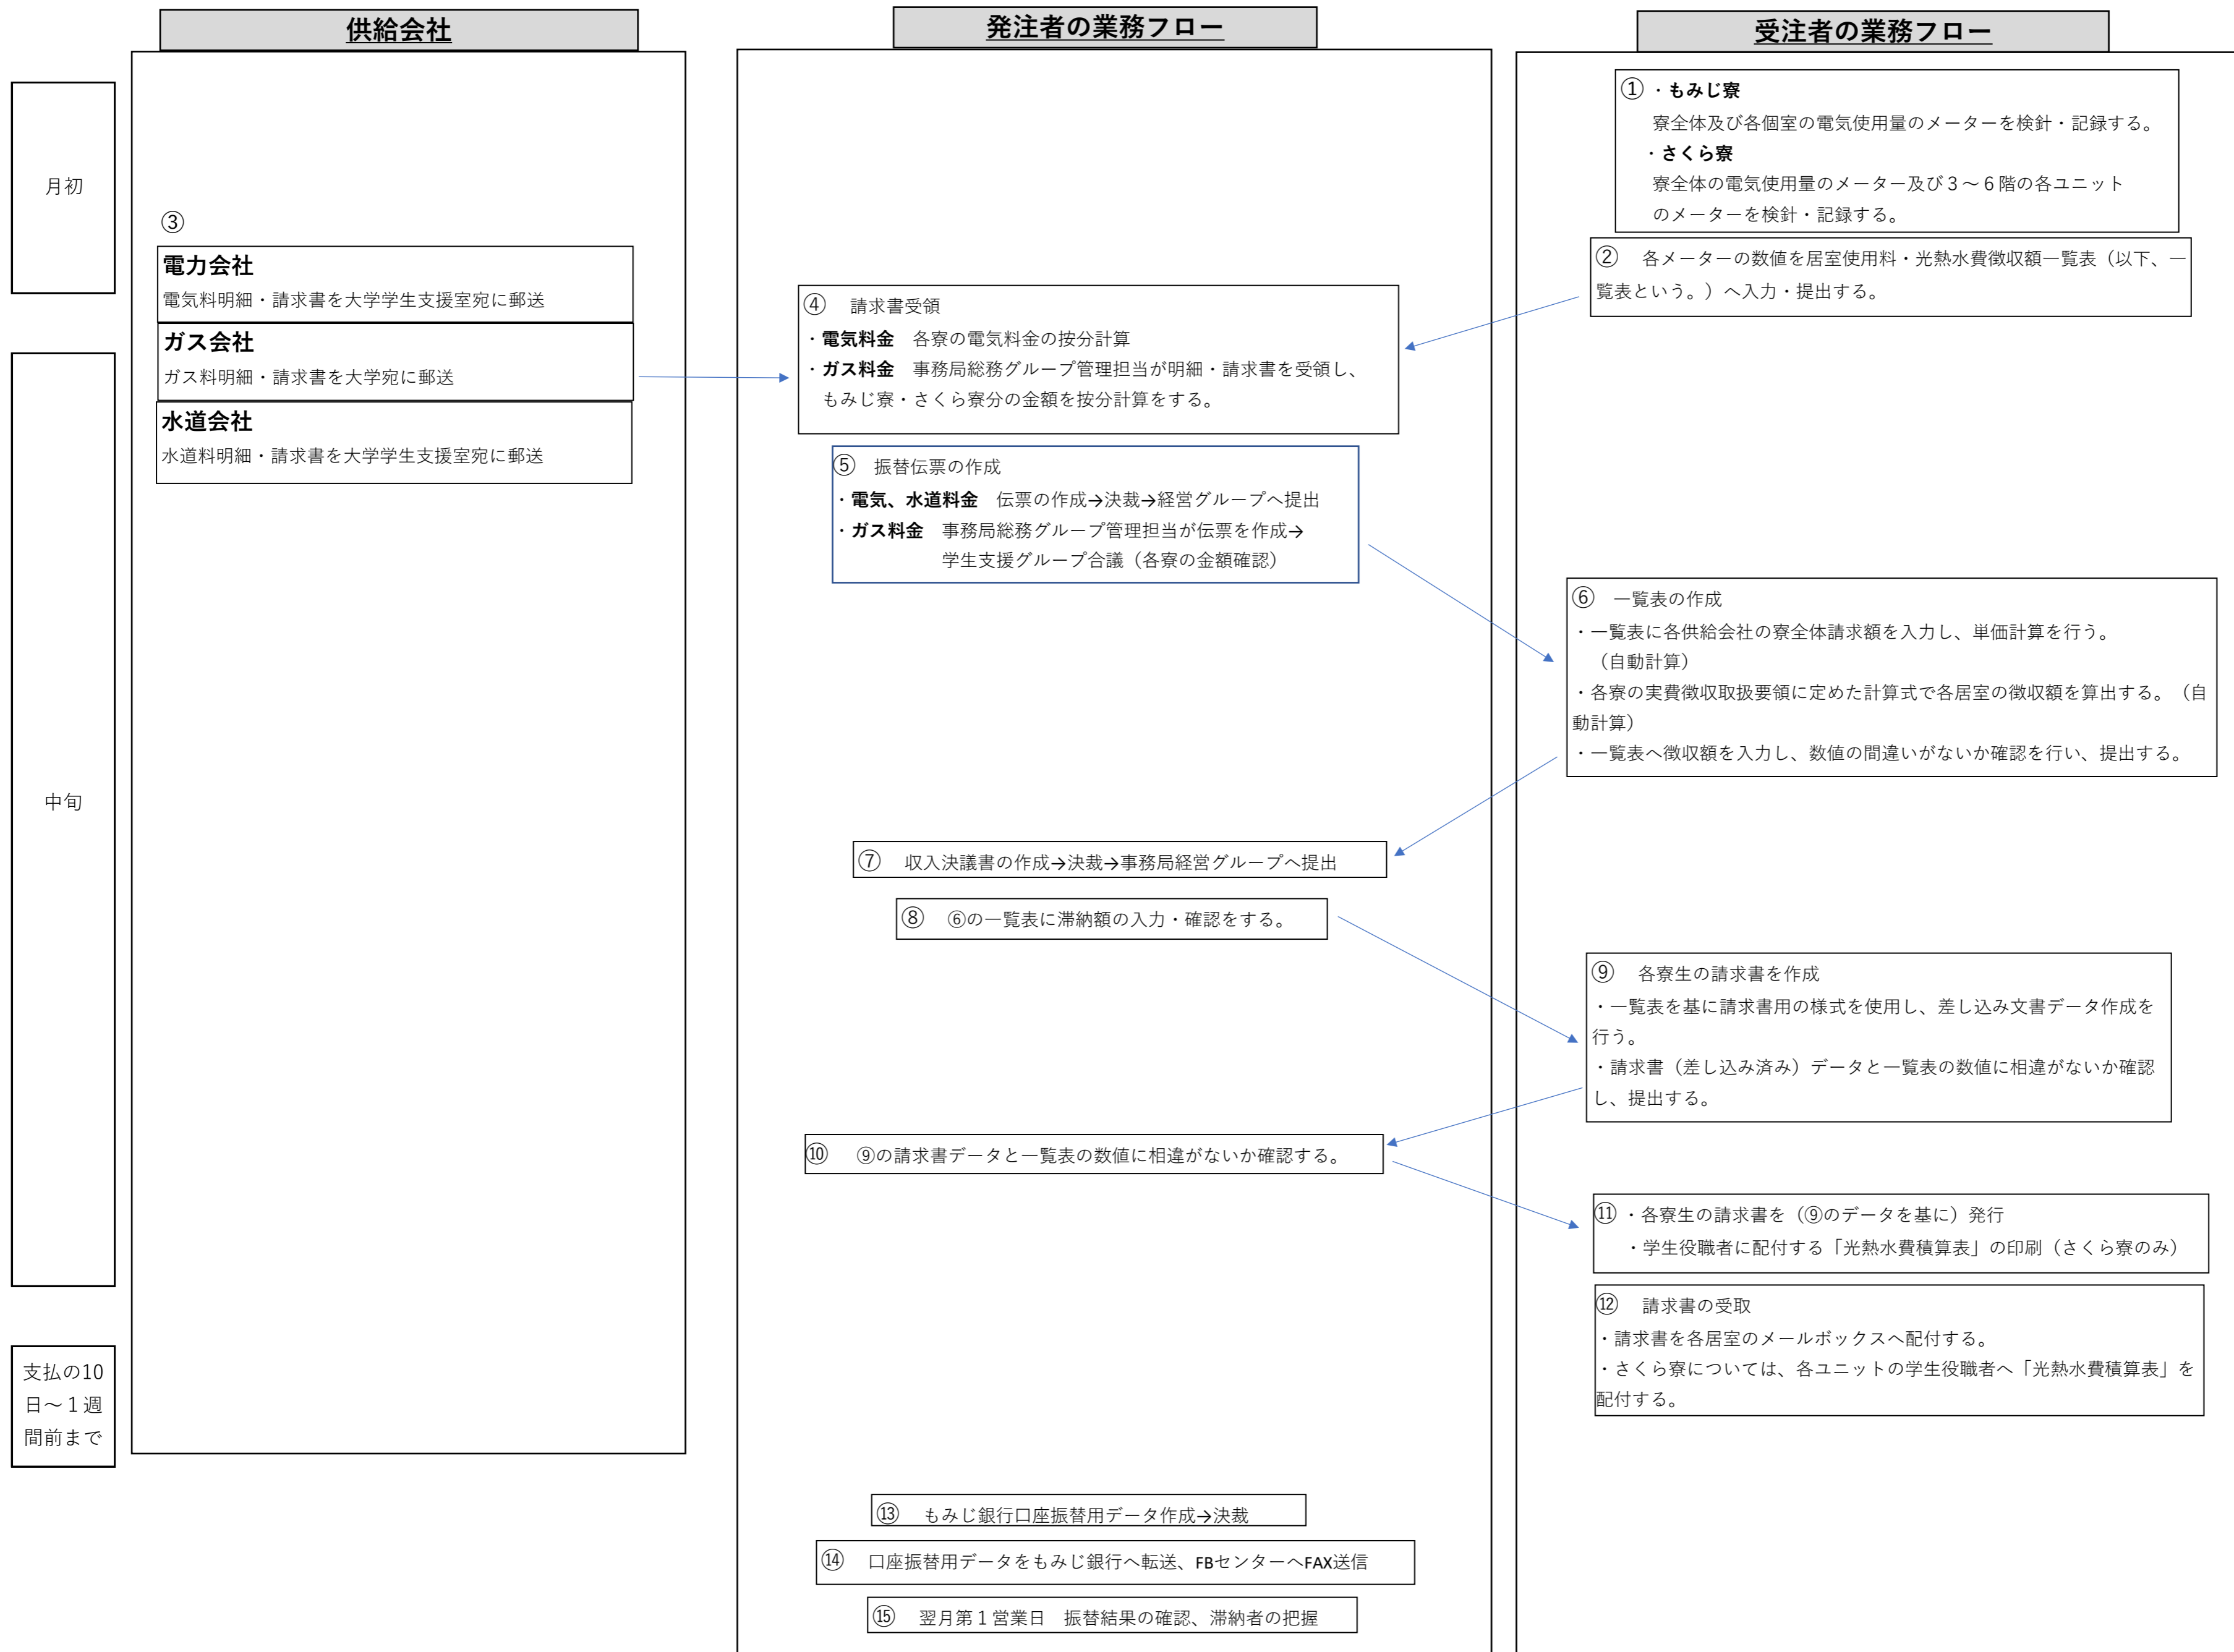 供給会社
発注者の業務フロー
受注者の業務フロー
月初
中旬
支払の10
日～１週
間前まで
③
電力会社
電気料明細・請求書を大学学生支援室宛に郵送
ガス会社
ガス料明細・請求書を大学宛に郵送
水道会社
水道料明細・請求書を大学学生支援室宛に郵送
① ・もみじ寮
寮全体及び各個室の電気使用量のメーターを検針・記録する。
・さくら寮
寮全体の電気使用量のメーター及び３～６階の各ユニット
のメーターを検針・記録する。
②　各メーターの数値を居室使用料・光熱水費徴収額一覧表（以下、一
覧表という。）へ入力・提出する。
④　請求書受領
・電気料金　各寮の電気料金の按分計算
・ガス料金　事務局総務グループ管理担当が明細・請求書を受領し、
もみじ寮・さくら寮分の金額を按分計算をする。
⑤　振替伝票の作成
・電気、水道料金　伝票の作成→決裁→経営グループへ提出
・ガス料金　事務局総務グループ管理担当が伝票を作成→
学生支援グループ合議（各寮の金額確認）
⑥　一覧表の作成
・一覧表に各供給会社の寮全体請求額を入力し、単価計算を行う。
（自動計算）
・各寮の実費徴収取扱要領に定めた計算式で各居室の徴収額を算出する。（自
動計算）
・一覧表へ徴収額を入力し、数値の間違いがないか確認を行い、提出する。
⑦　収入決議書の作成→決裁→事務局経営グループへ提出
⑧　⑥の一覧表に滞納額の入力・確認をする。
⑨　各寮生の請求書を作成
・一覧表を基に請求書用の様式を使用し、差し込み文書データ作成を
行う。
・請求書（差し込み済み）データと一覧表の数値に相違がないか確認
し、提出する。
⑩　⑨の請求書データと一覧表の数値に相違がないか確認する。
⑪ ・各寮生の請求書を（⑨のデータを基に）発行
・学生役職者に配付する「光熱水費積算表」の印刷（さくら寮のみ）
⑫　請求書の受取
・請求書を各居室のメールボックスへ配付する。
・さくら寮については、各ユニットの学生役職者へ「光熱水費積算表」を
配付する。
⑬　もみじ銀行口座振替用データ作成→決裁
⑭　口座振替用データをもみじ銀行へ転送、FBセンターへFAX送信
⑮　翌月第１営業日　振替結果の確認、滞納者の把握